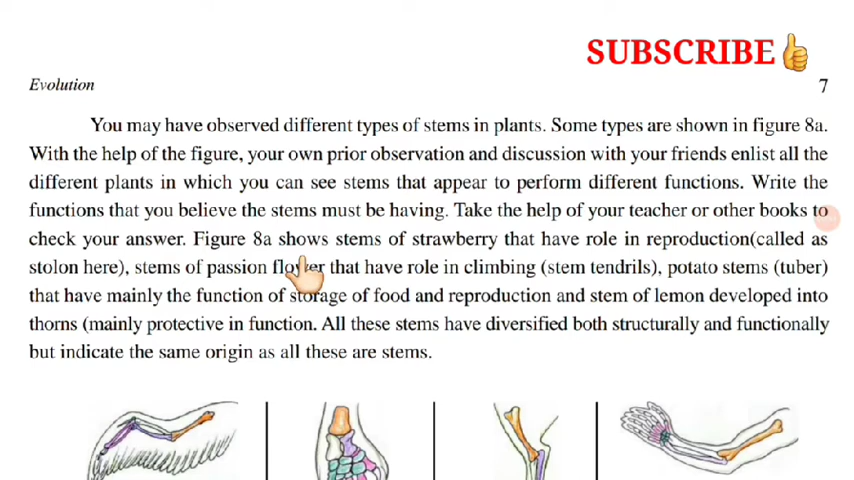 SUBSCRIBE
Evolution 7
You may have observed different types of stems in plants. Some types are shown in figure 8a.
With the help of the figure, your own prior observation and discussion with your friends enlist all the
different plants in which you can see stems that appear to perform different functions. Write the
functions that you believe the stems must be having. Take the help of your teacher or other books to
check your answer. Figure 8a shows stems of strawberry that have role in reproduction(called as
stolon here), stems of passion flower that have role in climbing (stem tendrils), potato stems (tuber)
that have mainly the function of storage of food and reproduction and stem of lemon developed into
thorns (mainly protective in function. All these stems have diversified both structurally and functionally
but indicate the same origin as all these are stems.